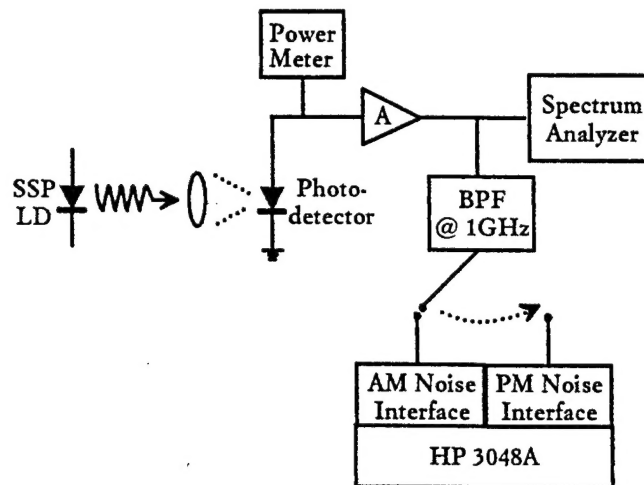 Power
Meter
A
Spectrum
Analyzer
SSP
LD
Photo-
detector
BPF
@ 1GHz
AM Noise
Interface
PM Noise
Interface
HP 3048A